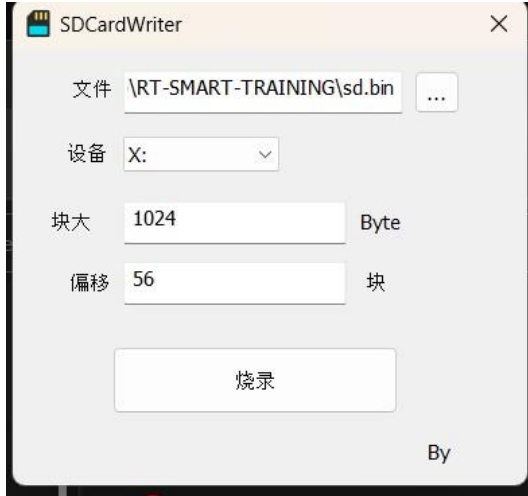 SDCardWriter
文件 \RT-SMART-TRAINING\sd.bin ...
设备 X:
块大 1024 Byte
偏移 56 块
烧录
By